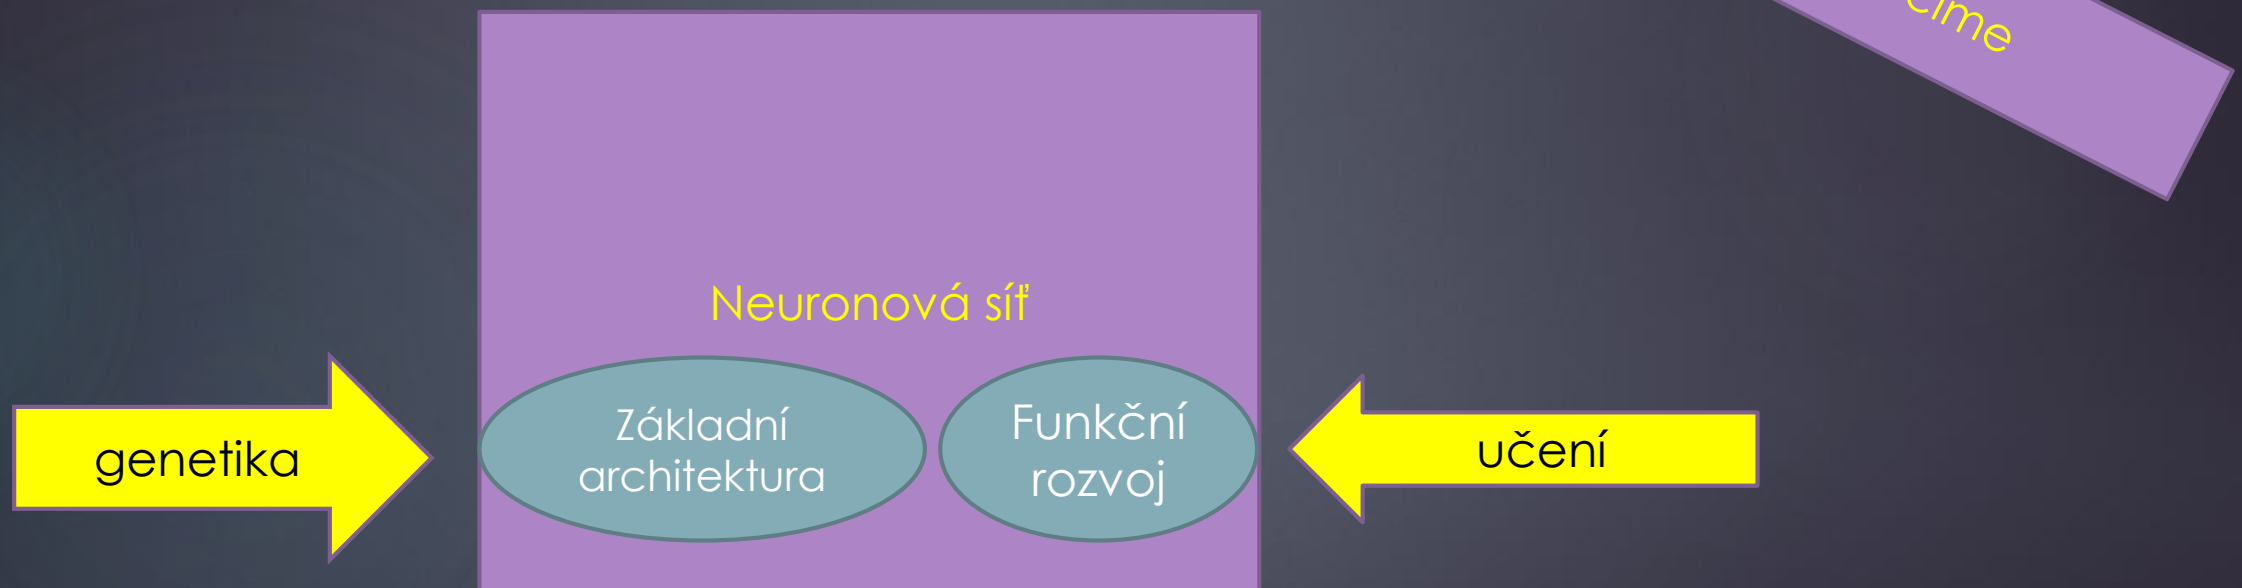 Neuronová síť
genetika
Základní
architektura
Funkční
rozvoj
učení